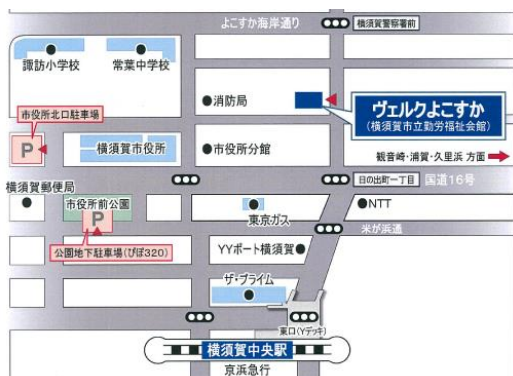 よこすか海岸通り
横須賀警察署前
諏訪小学校
常葉中学校
消防局
ヴェルクよこすか
(横須賀市立勤労福祉会館)
市役所北口駐車場
P
横須賀市役所
市役所分館
観音崎・浦賀・久里浜 方面
横須賀郵便局
日の出町一丁目
国道16号
市役所前公園
P
東京ガス
NTT
米が浜通
公園地下駐車場(ぴぽ320)
YYポート横須賀
ザ・プライム
東口(Yデッキ)
横須賀中央駅
京浜急行